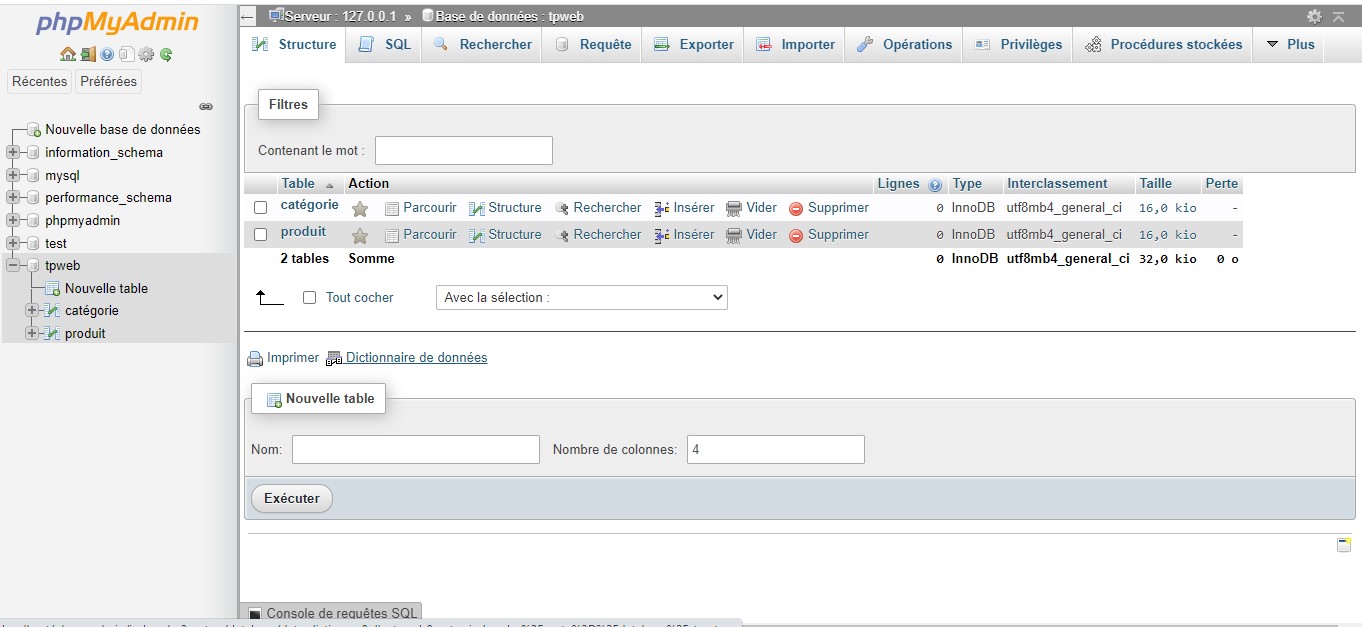 phpMyAdmin
Récentes Préférées
Nouvelle base de données
information_schema
mysql
performance_schema
phpmyadmin
test
tpweb
Nouvelle table
catégorie
produit
Serveur : 127.0.0.1 » Base de données : tpweb
Structure SQL Rechercher Requête Exporter Importer Opérations Privilèges Procédures stockées Plus
Filtres
Contenant le mot :
Table Action Lignes Type Interclassement Taille Perte
catégorie Parcourir Structure Rechercher Insérer Vider Supprimer 0 InnoDB utf8mb4_general_ci 16,0 kio -
produit Parcourir Structure Rechercher Insérer Vider Supprimer 0 InnoDB utf8mb4_general_ci 16,0 kio -
2 tables Somme 0 InnoDB utf8mb4_general_ci 32,0 kio 0 o
Tout cocher Avec la sélection :
Imprimer Dictionnaire de données
Nouvelle table
Nom: Nombre de colonnes: 4
Exécuter
Console de requêtes SQL